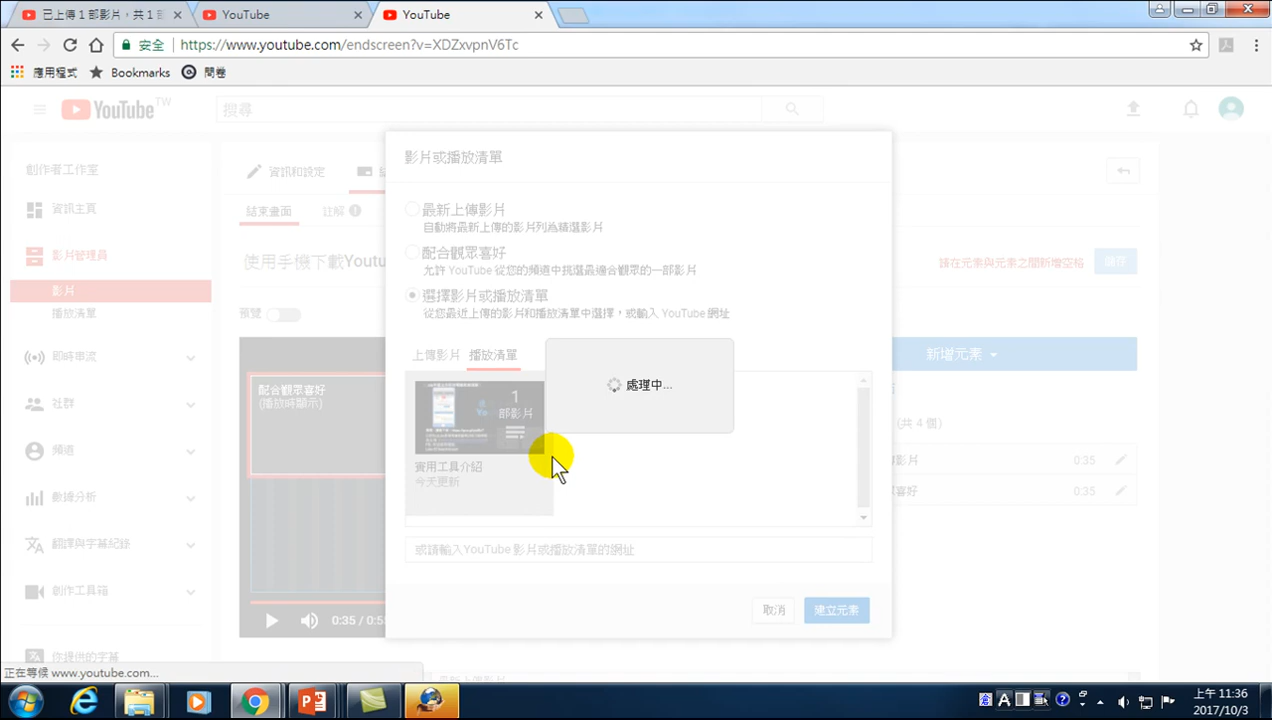 已上傳 1 部影片，共 1 部
YouTube
YouTube
安全
https://www.youtube.com/endscreen?v=XDZxvpnV6Tc
應用程式
Bookmarks
問卷
YouTube TW
搜尋
創作者工作室
資訊主頁
影片管理員
影片
播放清單
即時串流
社群
頻道
數據分析
翻譯與字幕紀錄
創作工具箱
你提供的字幕
資訊和設定
結束畫面
註解
使用手機下載Youtu
請在元素與元素之間新增空格
儲存
預覽
配合觀眾喜好
(播放時顯示)
0:35 / 0:5
新增元素
(共 4 個)
影片
0:35
喜好
0:35
影片或播放清單
最新上傳影片
自動將最新上傳的影片列為精選影片
配合觀眾喜好
允許 YouTube 從您的頻道中挑選最適合觀眾的一部影片
選擇影片或播放清單
從您最近上傳的影片和播放清單中選擇，或輸入 YouTube 網址
上傳影片
播放清單
處理中...
1
部影片
實用工具介紹
今天更新
或請輸入YouTube 影片或播放清單的網址
取消
建立元素
正在等候 www.youtube.com...
最新上傳影片
上午 11:36
2017/10/3